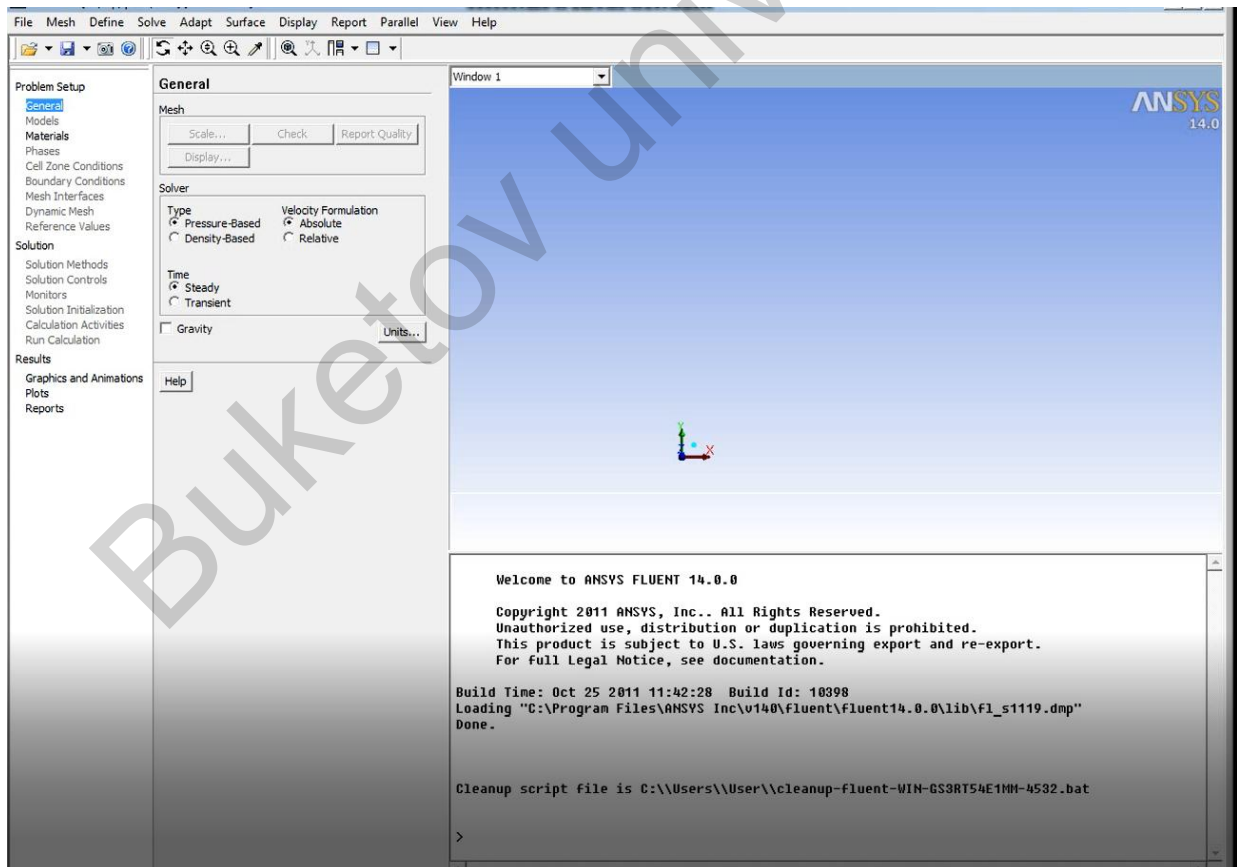 File Mesh Define Solve Adapt Surface Display Report Parallel View Help
Problem Setup
General
Models
Materials
Phases
Cell Zone Conditions
Boundary Conditions
Mesh Interfaces
Dynamic Mesh
Reference Values
Solution
Solution Methods
Solution Controls
Monitors
Solution Initialization
Calculation Activities
Run Calculation
Results
Graphics and Animations
Plots
Reports
General
Mesh
Scale... Check Report Quality
Display...
Solver
Type Velocity Formulation
Pressure-Based Absolute
Density-Based Relative
Time
Steady
Transient
Gravity Units...
Help
Window 1
ANSYS
14.0
Y
Z X
Welcome to ANSYS FLUENT 14.0.0
Copyright 2011 ANSYS, Inc.. All Rights Reserved.
Unauthorized use, distribution or duplication is prohibited.
This product is subject to U.S. laws governing export and re-export.
For full Legal Notice, see documentation.
Build Time: Oct 25 2011 11:42:28 Build Id: 10398
Loading "C:\Program Files\ANSYS Inc\v140\fluent\fluent14.0.0\lib\fl_s1119.dmp"
Done.
Cleanup script file is C:\\Users\\User\\cleanup-fluent-WIN-GS3RT54E1MM-4532.bat
>
Buketov univ